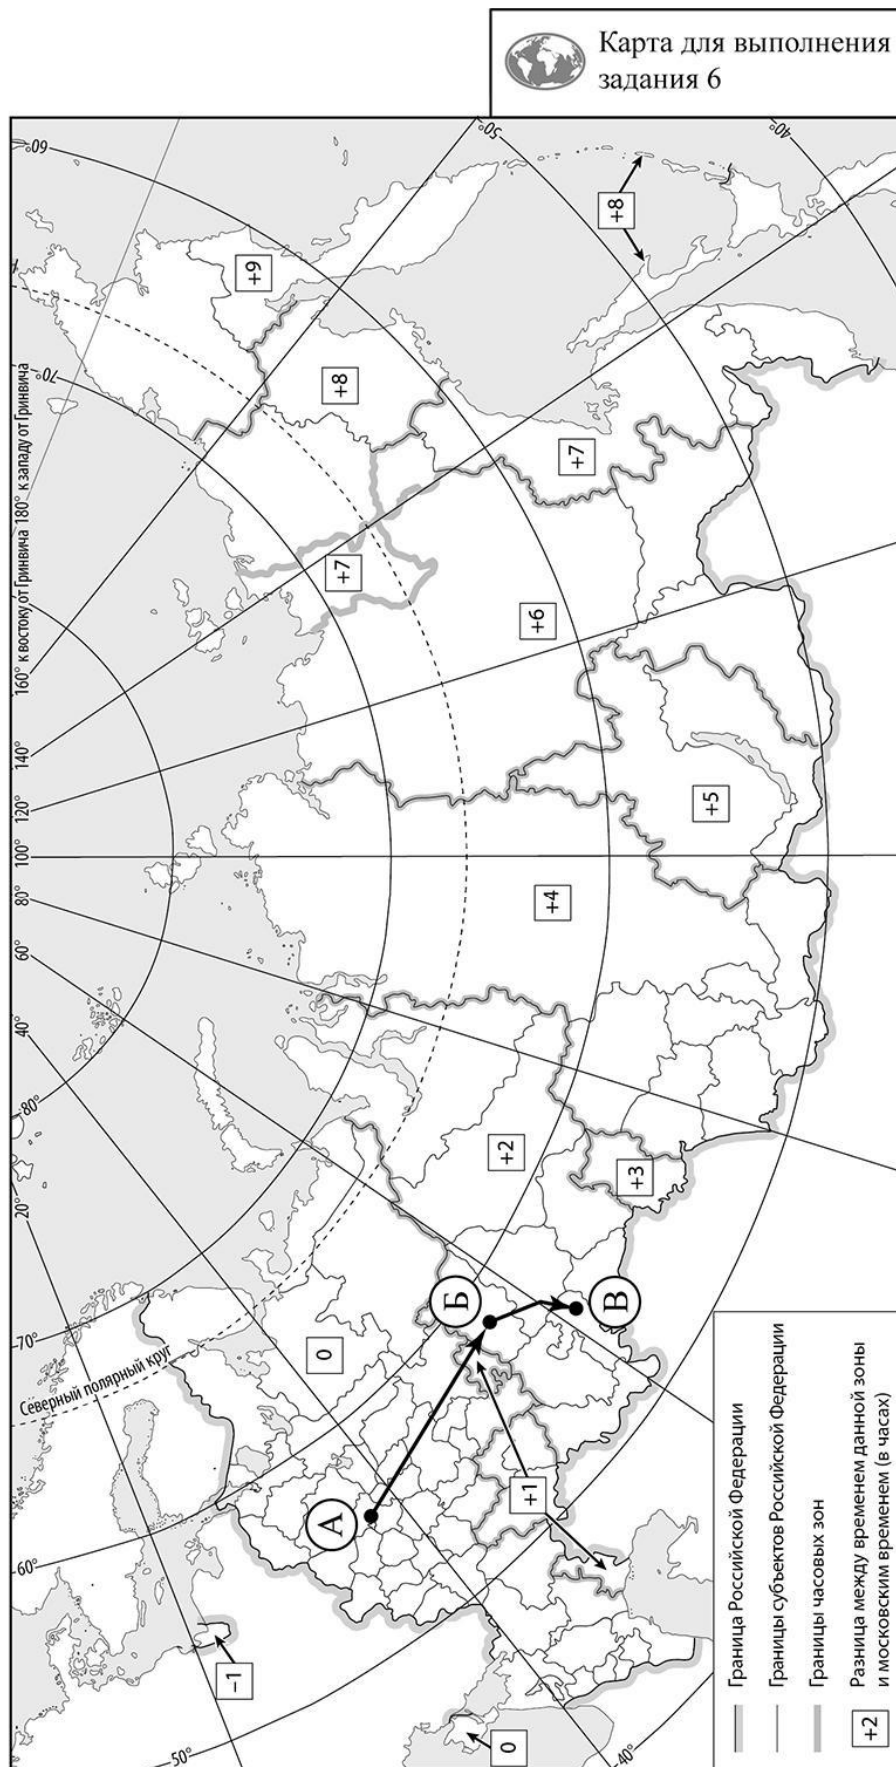 Карта для выполнения
задания 6
к востоку от Гринвича 180° к западу от Гринвича
160°
140°
120°
100°
80°
60°
40°
20°
80°
70°
60°
50°
40°
70°
60°
50°
40°
Северный полярный круг
-1
0
0
+1
+2
+3
+4
+5
+6
+7
+7
+8
+8
+9
А
Б
В
Граница Российской Федерации
Границы субъектов Российской Федерации
Границы часовых зон
+2
Разница между временем данной зоны
и московским временем (в часах)